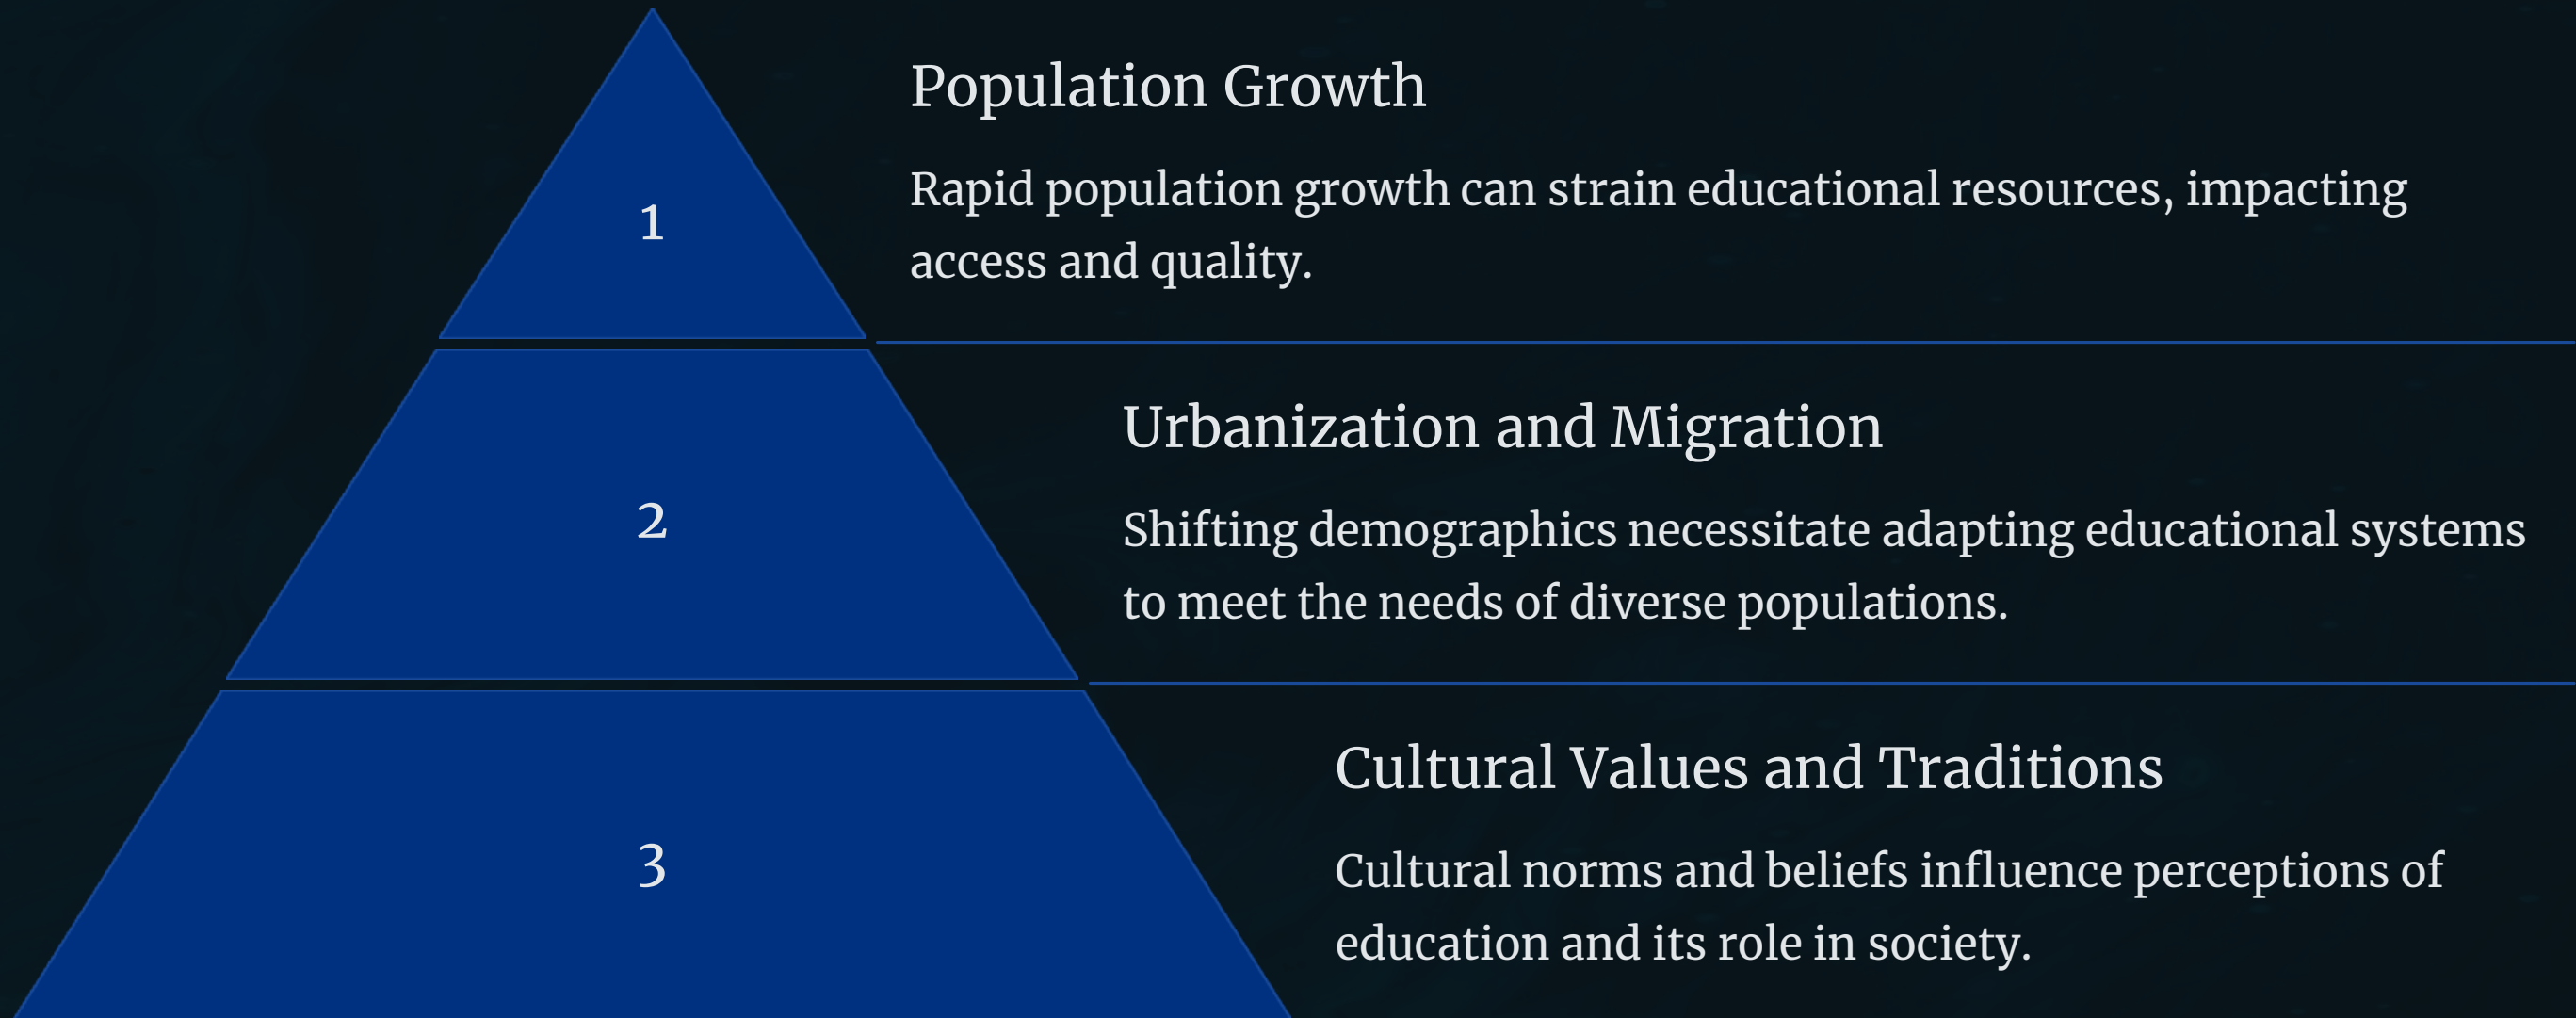 1
Population Growth
Rapid population growth can strain educational resources, impacting
access and quality.
2
Urbanization and Migration
Shifting demographics necessitate adapting educational systems
to meet the needs of diverse populations.
3
Cultural Values and Traditions
Cultural norms and beliefs influence perceptions of
education and its role in society.